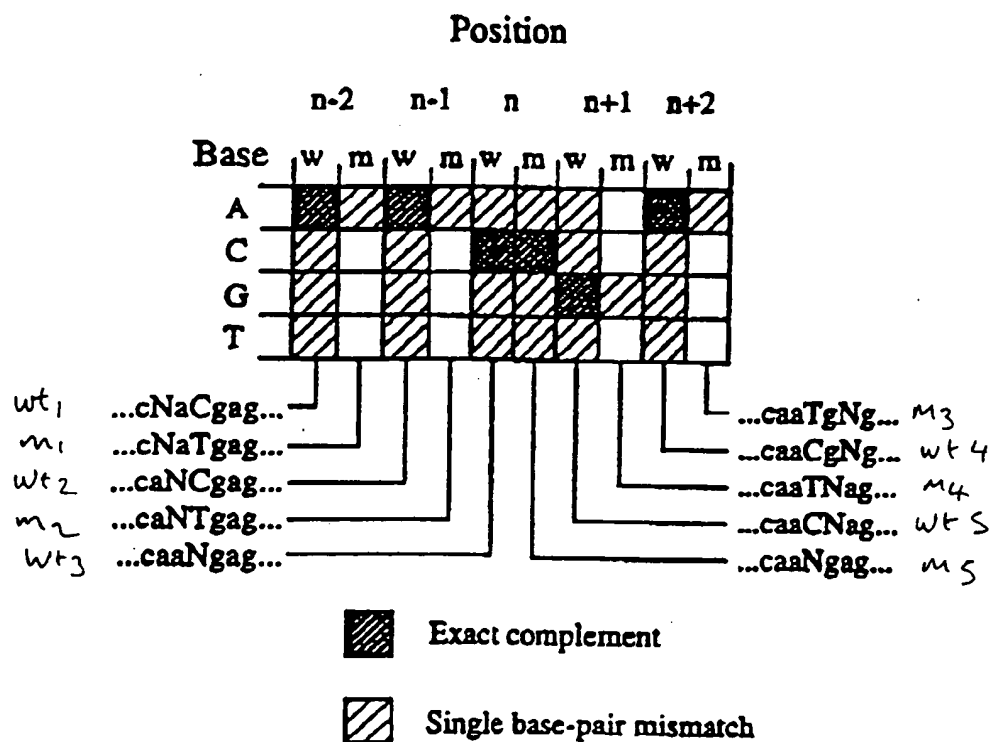 Position
n-2 n-1 n n+1 n+2
Base w m w m w m w m w m
A
C
G
T
wt1 ...cNaCgag...
m1 ...cNaTgag...
wt2 ...caNCgag...
m2 ...caNTgag...
wt3 ...caaNgag...
...caaTgNg... m3
...caaCgNg... wt4
...caaTNag... m4
...caaCNag... wt5
...caaNgag... m5
Exact complement
Single base-pair mismatch